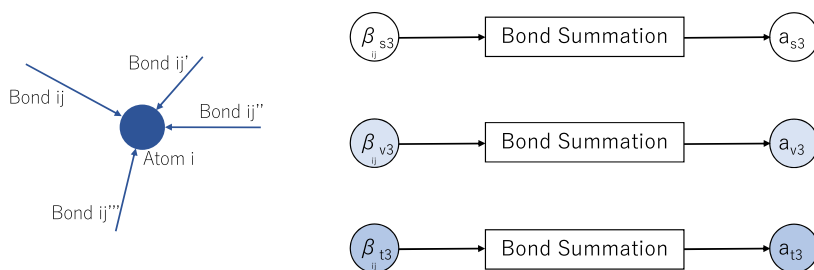 Bond ij
Bond ij'
Bond ij''
Atom i
Bond ij'''
β ij s3
Bond Summation
a s3
β ij v3
Bond Summation
a v3
β ij t3
Bond Summation
a t3